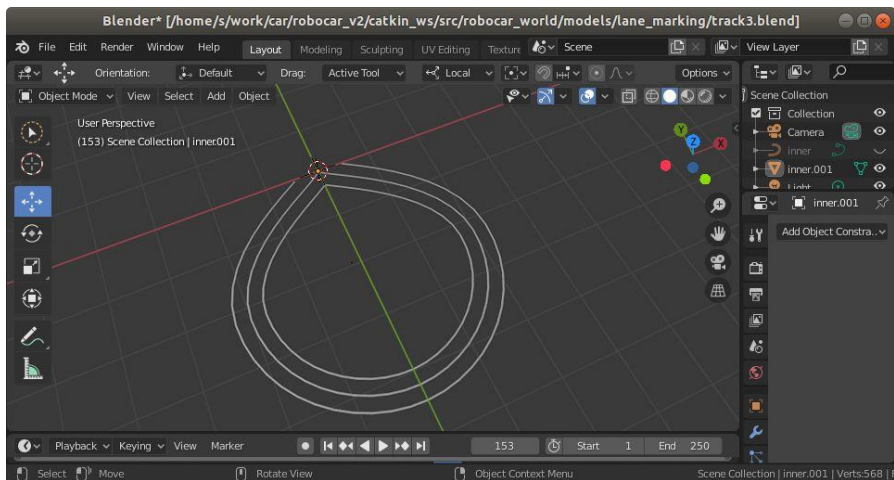 Blender* [/home/s/work/car/robocar_v2/catkin_ws/src/robocar_world/models/lane_marking/track3.blend]
File Edit Render Window Help Layout Modeling Sculpting UV Editing Texture Scene View Layer
Orientation: Default Drag: Active Tool Local Options
Object Mode View Select Add Object
Scene Collection
Collection
Camera
inner
inner.001
Light
User Perspective
(153) Scene Collection | inner.001
Y
Z
X
inner.001
Add Object Constra..
Playback Keying View Marker 153 Start 1 End 250
Select Move Rotate View Object Context Menu Scene Collection | inner.001 | Verts:568 |